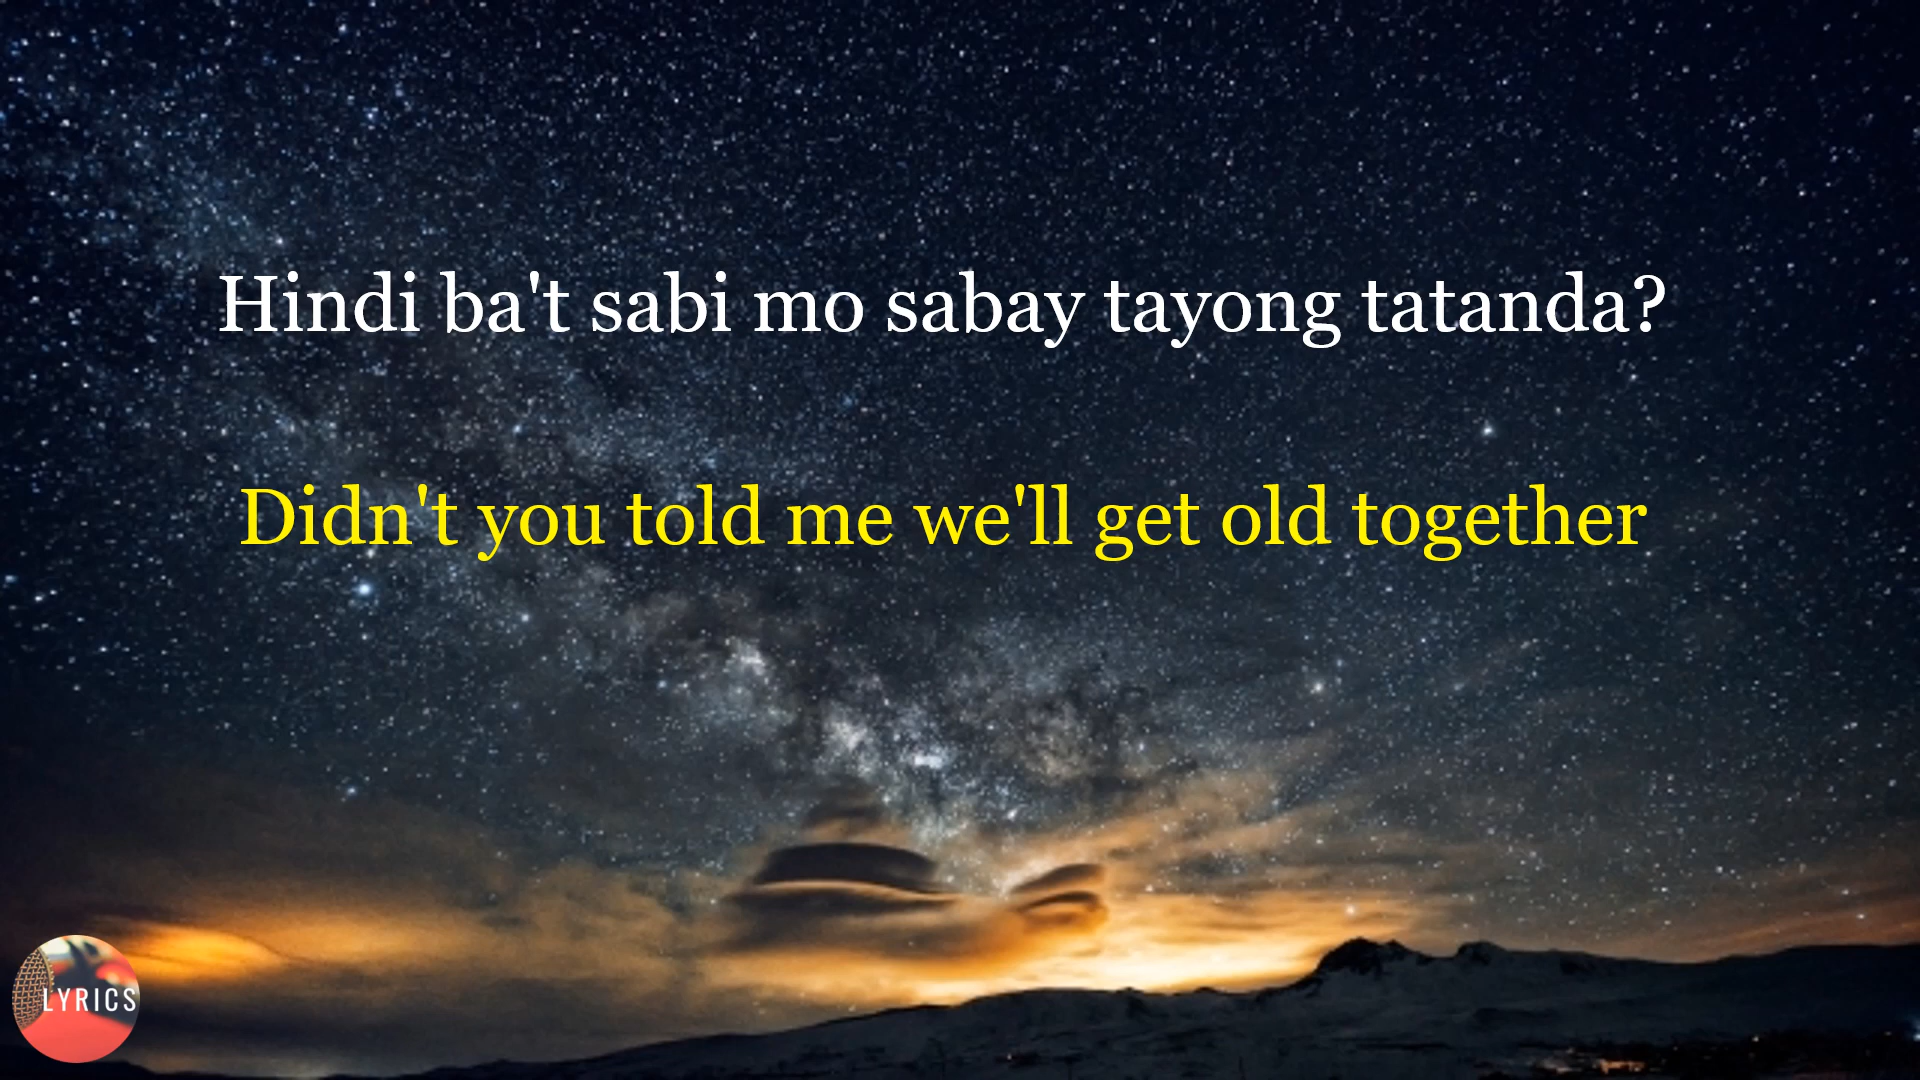 Hindi ba't sabi mo sabay tayong tatanda?
Didn't you told me we'll get old together
LYRICS